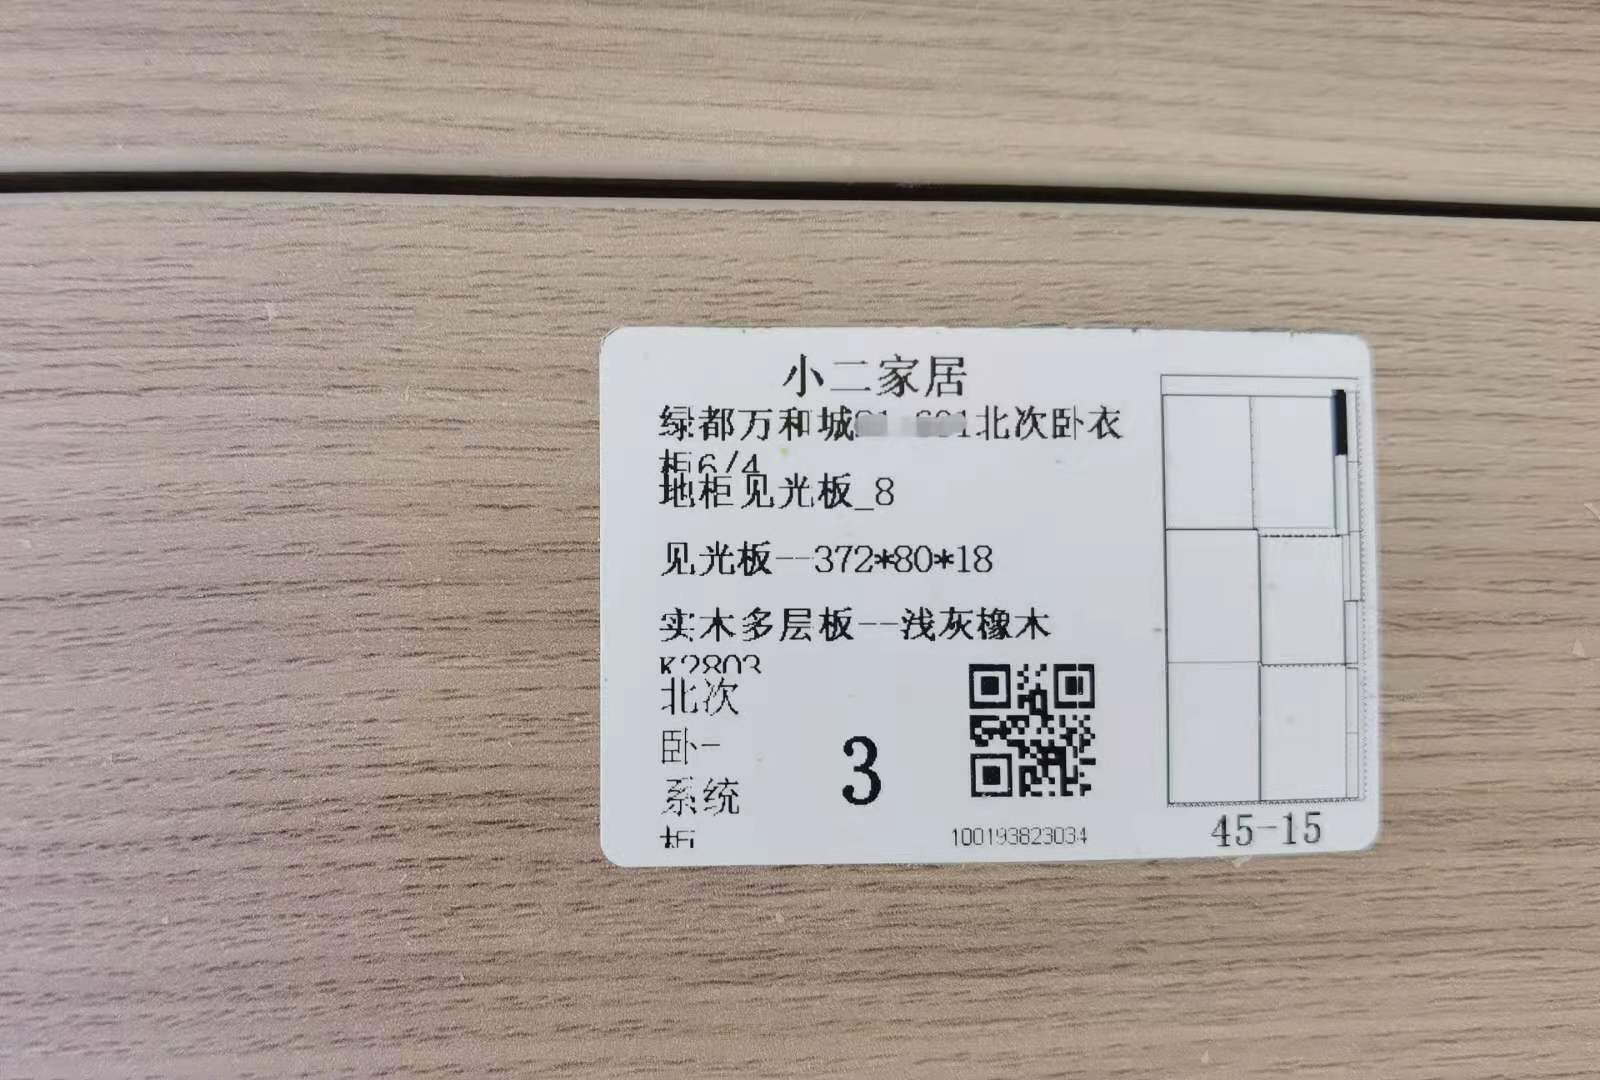 小二家居
绿都万和城 北次卧衣
柜6/4
地柜见光板_8
见光板--372*80*18
实木多层板--浅灰橡木
K2803
北次
卧-
系统
柜
3
100193823034
45-15